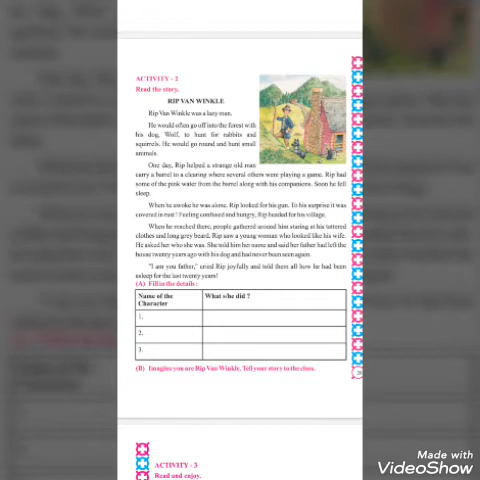 ACTIVITY - 2
Read the story.
RIP VAN WINKLE
Rip Van Winkle was a lazy man.
He would often go off into the forest with
his dog, Wolf, to hunt for rabbits and
squirrels. He would go round and hunt small
animals.
One day, Rip helped a strange old man
carry a barrel to a clearing where several others were playing a game. Rip had
some of the pink water from the barrel along with his companions. Soon he fell
asleep.
When he awoke he was alone. Rip looked for his gun. To his surprise it was
covered in rust! Feeling confused and hungry, Rip headed for his village.
When he reached there, people gathered around him staring at his tattered
clothes and long grey beard. Rip saw a young woman who looked like his wife.
He asked her who she was. She told him her name and said her father had left the
house twenty years ago with his dog and had never been seen again.
"I am you father," cried Rip joyfully and told them all how he had been
asleep for the last twenty years!
(A) Fill in the details :
Name of the Character
What s/he did ?
1.
2.
3.
(B) Imagine you are Rip Van Winkle. Tell your story to the class.
ACTIVITY - 3
Read and enjoy.
Made with
VideoShow